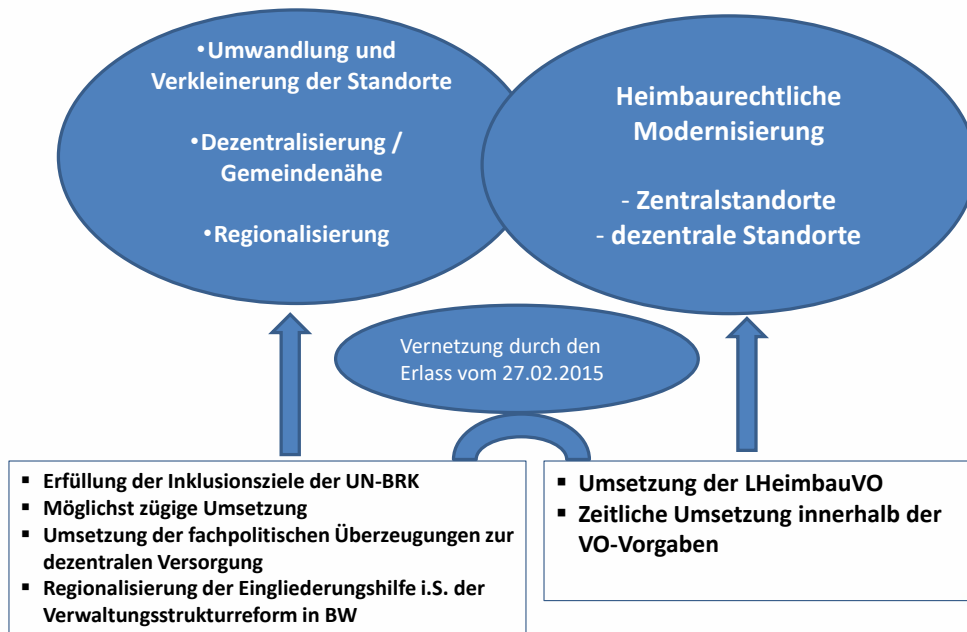 •Umwandlung und
Verkleinerung der Standorte
•Dezentralisierung /
Gemeindenähe
•Regionalisierung
Heimbaurechtliche
Modernisierung
- Zentralstandorte
- dezentrale Standorte
Vernetzung durch den
Erlass vom 27.02.2015
▪ Erfüllung der Inklusionsziele der UN-BRK
▪ Möglichst zügige Umsetzung
▪ Umsetzung der fachpolitischen Überzeugungen zur
dezentralen Versorgung
▪ Regionalisierung der Eingliederungshilfe i.S. der
Verwaltungsstrukturreform in BW
▪ Umsetzung der LHeimbauVO
▪ Zeitliche Umsetzung innerhalb der
VO-Vorgaben